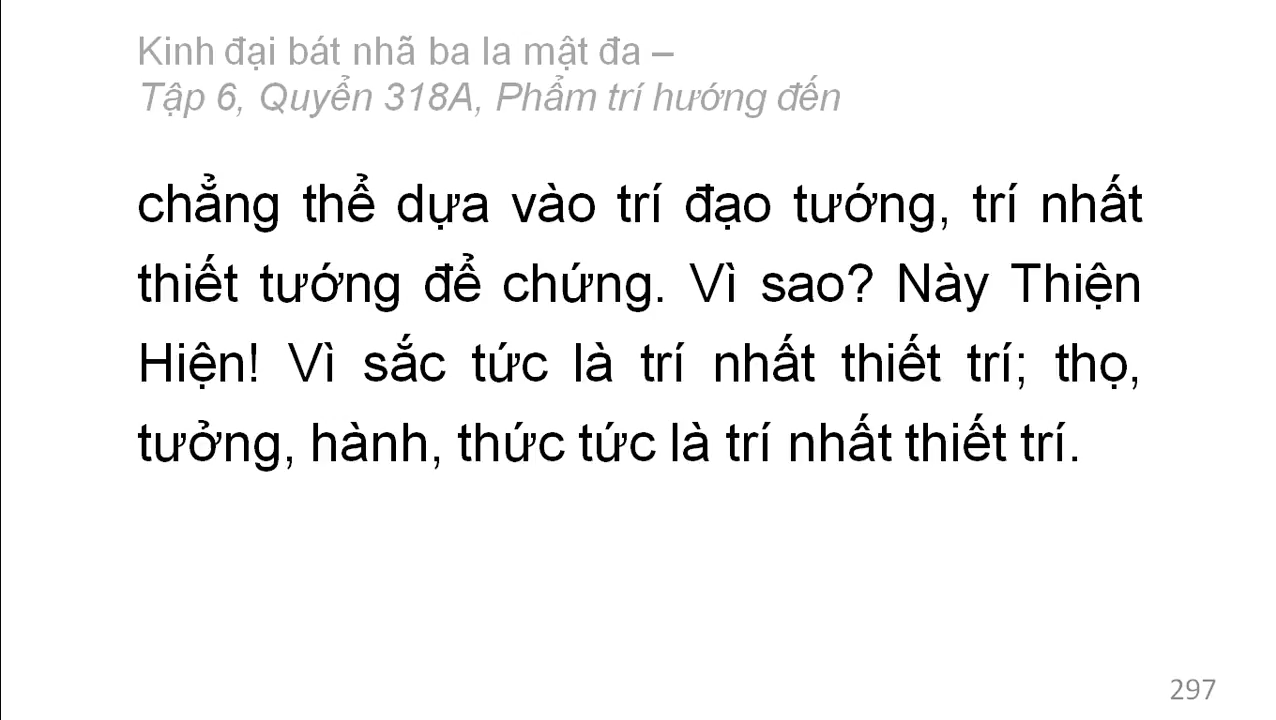 Kinh đại bát nhã ba la mật đa –
Tập 6, Quyển 318A, Phẩm trí hướng đến
chẳng thể dựa vào trí đạo tướng, trí nhất
thiết tướng để chứng. Vì sao? Này Thiện
Hiện! Vì sắc tức là trí nhất thiết trí; thọ,
tưởng, hành, thức tức là trí nhất thiết trí.
297